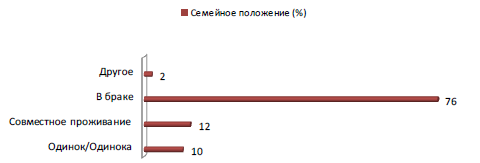 Семейное положение (%)
Другое 2
В браке 76
Совместное проживание 12
Одинок/Одинока 10